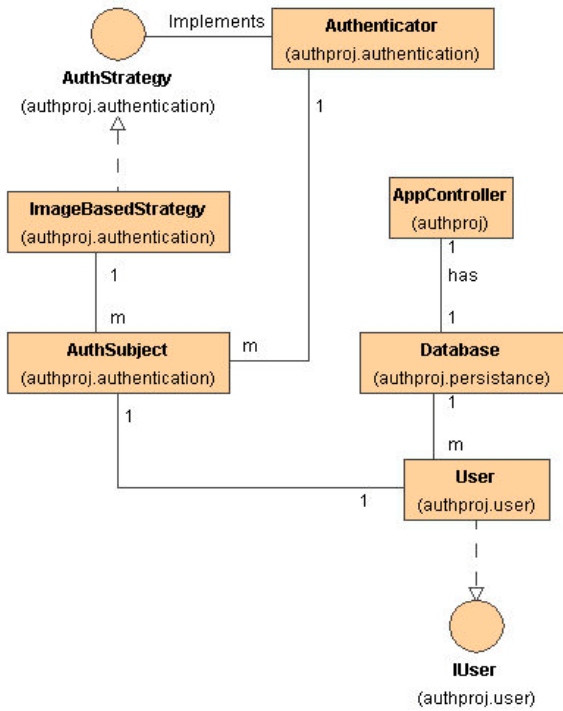 Implements
Authenticator
(authproj.authentication)
AuthStrategy
(authproj.authentication)
1
ImageBasedStrategy
(authproj.authentication)
AppController
(authproj)
1
has
1
1
m
AuthSubject
(authproj.authentication)
m
Database
(authproj.persistance)
1
1
m
User
(authproj.user)
1
IUser
(authproj.user)